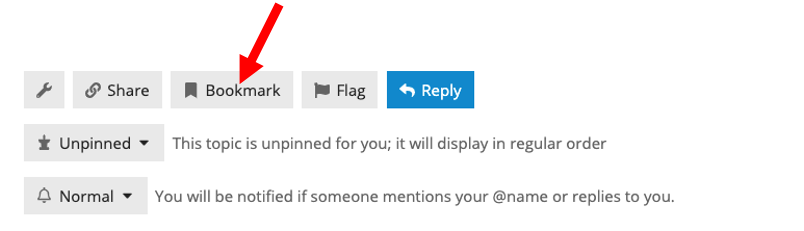 Share Bookmark Flag Reply
Unpinned This topic is unpinned for you; it will display in regular order
Normal You will be notified if someone mentions your @name or replies to you.